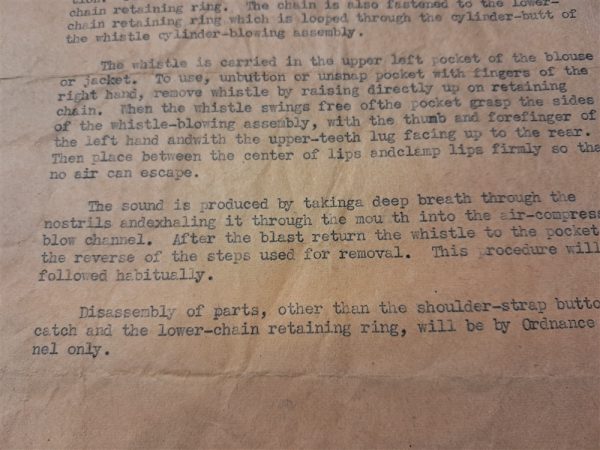 chain retaining ring. The chain is also fastened to the lower-
chain retaining ring which is looped through the cylinder-butt of
the whistle cylinder-blowing assembly.
The whistle is carried in the upper left pocket of the blouse
or jacket. To use, unbutton or unsnap pocket with fingers of the
right hand, remove whistle by raising directly up on retaining
chain. When the whistle swings free ofthe pocket grasp the sides
of the whistle-blowing assembly, with the thumb and forefinger of
the left hand andwith the upper-teeth lug facing up to the rear.
Then place between the center of lips andclamp lips firmly so tha
no air can escape.
The sound is produced by takinga deep breath through the
nostrils andexhaling it through the mou th into the air-compress
blow channel. After the blast return the whistle to the pocket
the reverse of the steps used for removal. This procedure will
followed habitually.
Disassembly of parts, other than the shoulder-strap butto
catch and the lower-chain retaining ring, will be by Ordnance
nel only.